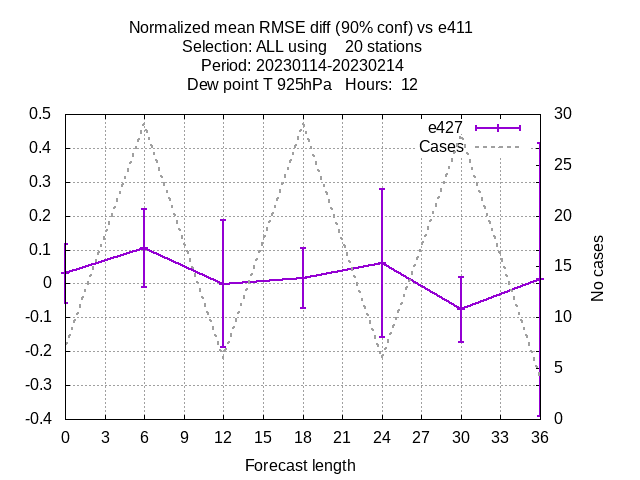 Normalized mean RMSE diff (90% conf) vs e411
Selection: ALL using    20 stations
Period: 20230114-20230214
Dew point T 925hPa   Hours:  12
e427
Cases
0.5
0.4
0.3
0.2
0.1
0
-0.1
-0.2
-0.3
-0.4
30
25
20
15
10
5
0
No cases
0 3 6 9 12 15 18 21 24 27 30 33 36
Forecast length